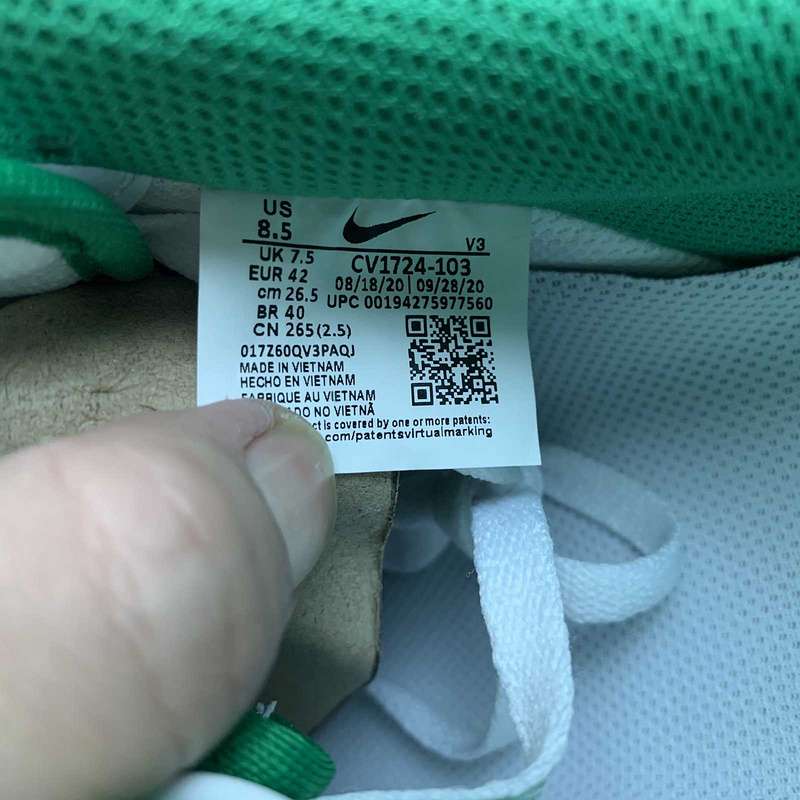 US
8.5
V3
UK 7.5
CV1724-103
EUR 42
08/18/20 | 09/28/20
cm 26.5
UPC 00194275977560
BR 40
CN 265(2.5)
017Z60QV3PAQJ
MADE IN VIETNAM
HECHO EN VIETNAM
FABRIQUE AU VIETNAM
DO NO VIETNÃ
is covered by one or more patents:
.com/patentsvirtualmarking